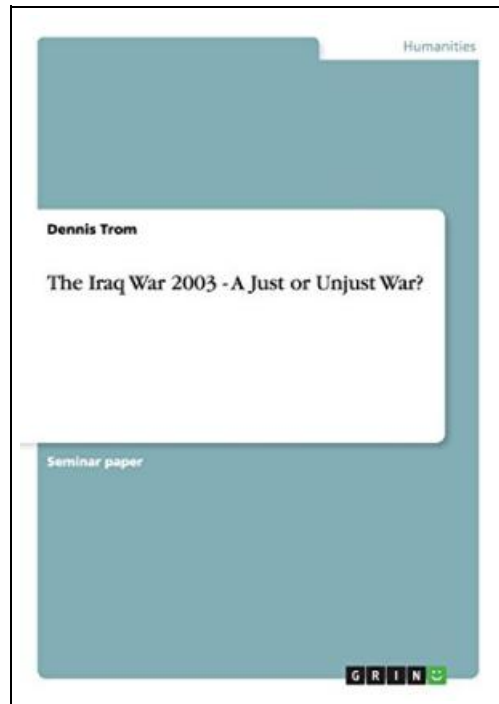 Humanities
Dennis Trom
The Iraq War 2003 - A Just or Unjust War?
Seminar paper
GRIN